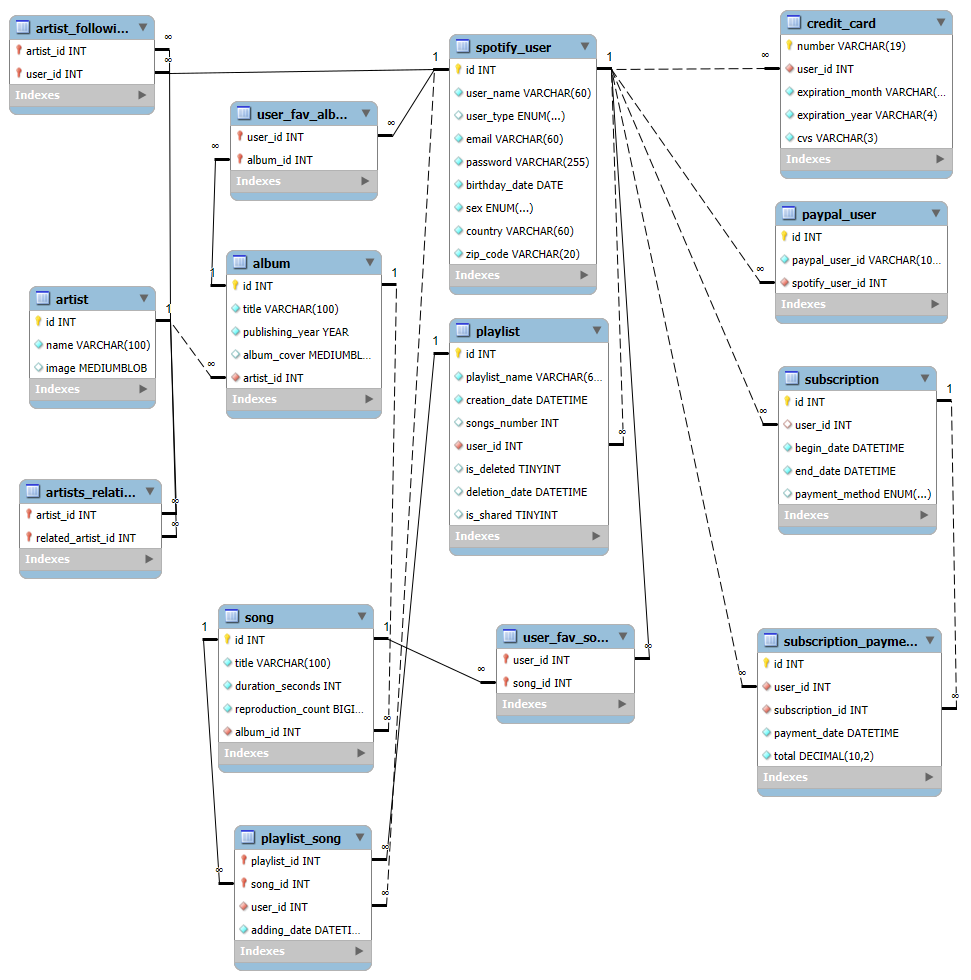 artist_followi...
artist_id INT
user_id INT
Indexes
spotify_user
id INT
user_name VARCHAR(60)
user_type ENUM(...)
email VARCHAR(60)
password VARCHAR(255)
birthday_date DATE
sex ENUM(...)
country VARCHAR(60)
zip_code VARCHAR(20)
Indexes
credit_card
number VARCHAR(19)
user_id INT
expiration_month VARCHAR(...
expiration_year VARCHAR(4)
cvs VARCHAR(3)
Indexes
user_fav_alb...
user_id INT
album_id INT
Indexes
paypal_user
id INT
paypal_user_id VARCHAR(10...
spotify_user_id INT
Indexes
album
id INT
title VARCHAR(100)
publishing_year YEAR
album_cover MEDIUMBL...
artist_id INT
Indexes
artist
id INT
name VARCHAR(100)
image MEDIUMBLOB
Indexes
playlist
id INT
playlist_name VARCHAR(6...
creation_date DATETIME
songs_number INT
user_id INT
is_deleted TINYINT
deletion_date DATETIME
is_shared TINYINT
Indexes
subscription
id INT
user_id INT
begin_date DATETIME
end_date DATETIME
payment_method ENUM(...)
Indexes
artists_relati...
artist_id INT
related_artist_id INT
Indexes
song
id INT
title VARCHAR(100)
duration_seconds INT
reproduction_count BIGI...
album_id INT
Indexes
user_fav_so...
user_id INT
song_id INT
Indexes
subscription_payme...
id INT
user_id INT
subscription_id INT
payment_date DATETIME
total DECIMAL(10,2)
Indexes
playlist_song
playlist_id INT
song_id INT
user_id INT
adding_date DATETI...
Indexes
∞
∞
1
1
∞
∞
∞
∞
1
1
1
∞
1
∞
∞
1
∞
∞
1
1
∞
∞
∞
∞
∞
∞
∞
∞